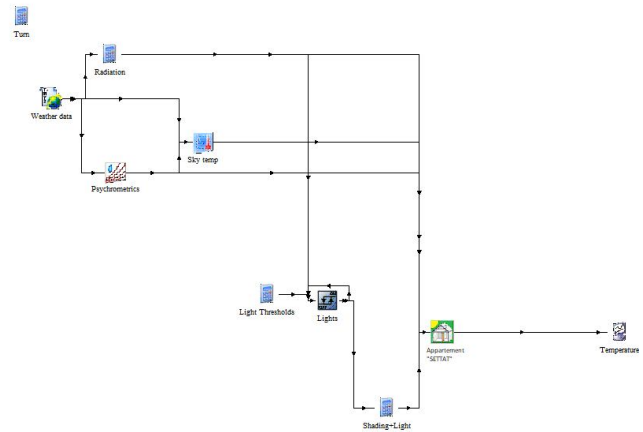 Turn
Radiation
Weather data
Sky temp
Psychrometrics
Light Thresholds
Lights
Appartement
"SETTAT"
Temperature
Shading+Light